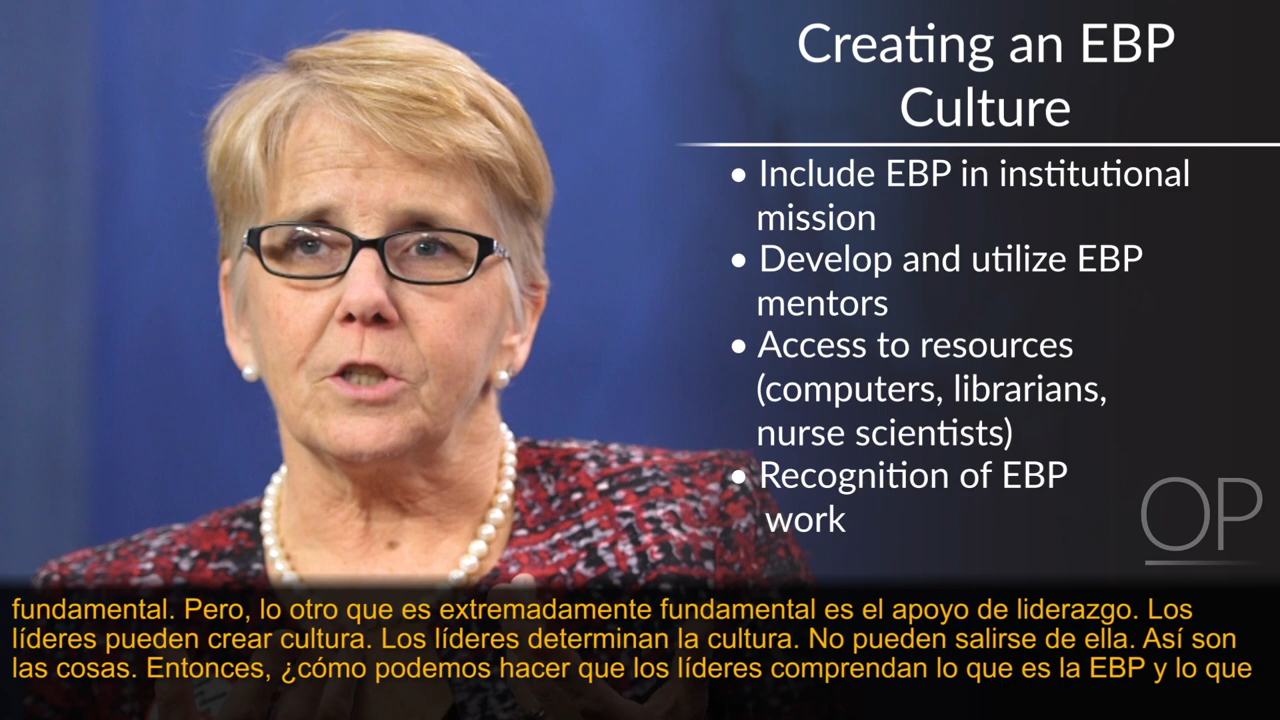 Creating an EBP
Culture
• Include EBP in institutional
mission
• Develop and utilize EBP
mentors
• Access to resources
(computers, librarians,
nurse scientists)
• Recognition of EBP
work
OP
fundamental. Pero, lo otro que es extremadamente fundamental es el apoyo de liderazgo. Los
líderes pueden crear cultura. Los líderes determinan la cultura. No pueden salirse de ella. Así son
las cosas. Entonces, ¿cómo podemos hacer que los líderes comprendan lo que es la EBP y lo que